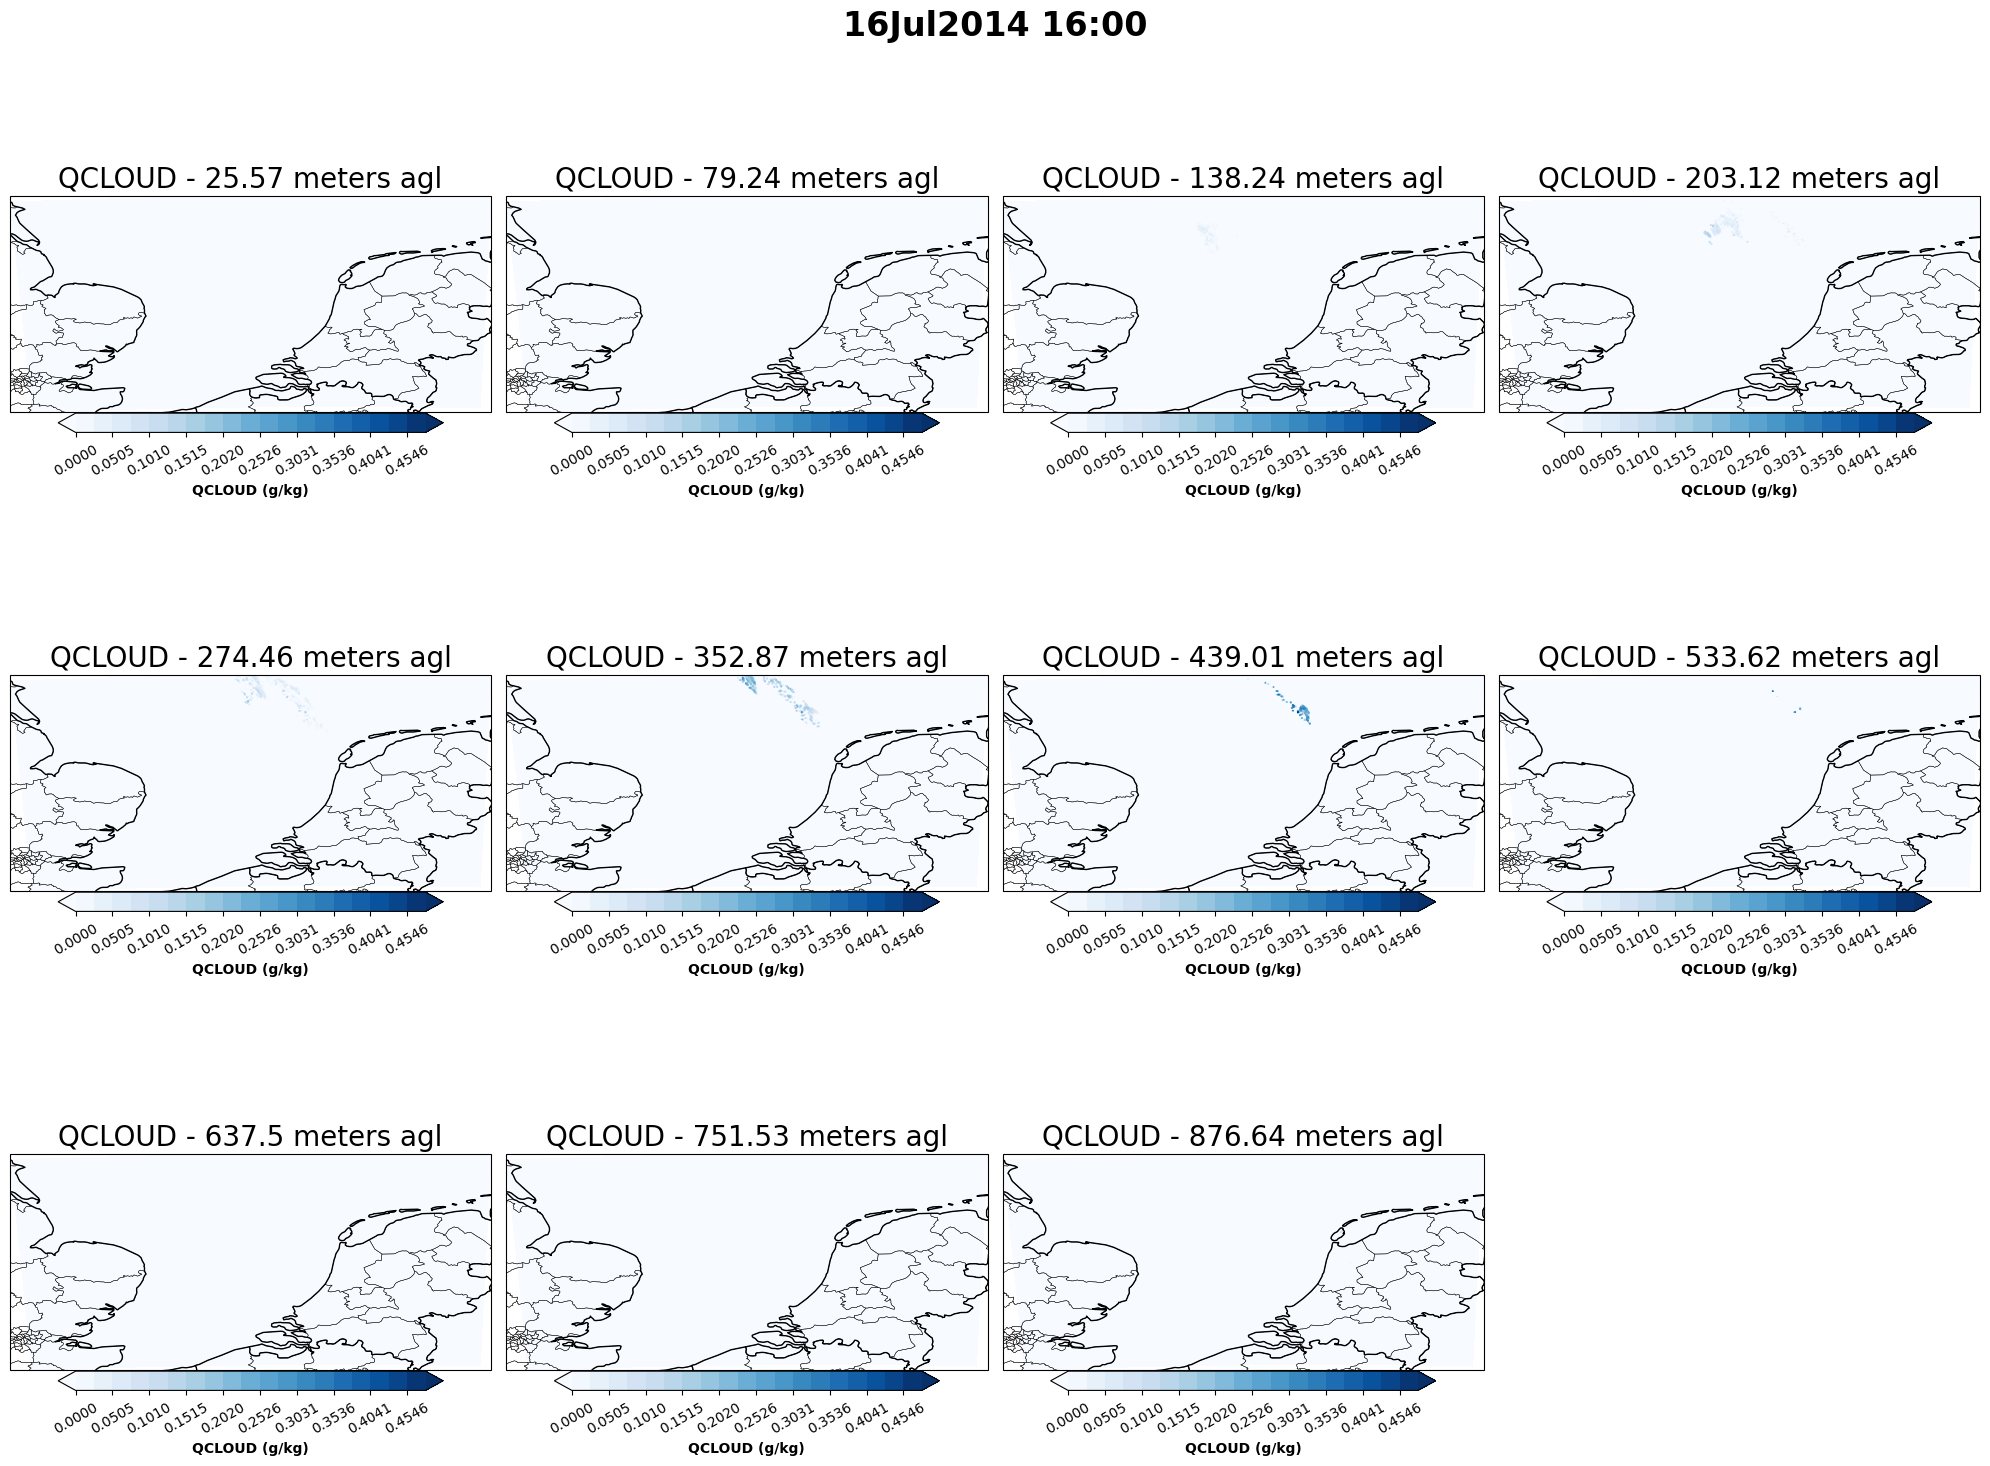 16Jul2014 16:00
QCLOUD - 25.57 meters agl
0.0000 0.0505 0.1010 0.1515 0.2020 0.2526 0.3031 0.3536 0.4041 0.4546
QCLOUD (g/kg)
QCLOUD - 79.24 meters agl
0.0000 0.0505 0.1010 0.1515 0.2020 0.2526 0.3031 0.3536 0.4041 0.4546
QCLOUD (g/kg)
QCLOUD - 138.24 meters agl
0.0000 0.0505 0.1010 0.1515 0.2020 0.2526 0.3031 0.3536 0.4041 0.4546
QCLOUD (g/kg)
QCLOUD - 203.12 meters agl
0.0000 0.0505 0.1010 0.1515 0.2020 0.2526 0.3031 0.3536 0.4041 0.4546
QCLOUD (g/kg)
QCLOUD - 274.46 meters agl
0.0000 0.0505 0.1010 0.1515 0.2020 0.2526 0.3031 0.3536 0.4041 0.4546
QCLOUD (g/kg)
QCLOUD - 352.87 meters agl
0.0000 0.0505 0.1010 0.1515 0.2020 0.2526 0.3031 0.3536 0.4041 0.4546
QCLOUD (g/kg)
QCLOUD - 439.01 meters agl
0.0000 0.0505 0.1010 0.1515 0.2020 0.2526 0.3031 0.3536 0.4041 0.4546
QCLOUD (g/kg)
QCLOUD - 533.62 meters agl
0.0000 0.0505 0.1010 0.1515 0.2020 0.2526 0.3031 0.3536 0.4041 0.4546
QCLOUD (g/kg)
QCLOUD - 637.5 meters agl
0.0000 0.0505 0.1010 0.1515 0.2020 0.2526 0.3031 0.3536 0.4041 0.4546
QCLOUD (g/kg)
QCLOUD - 751.53 meters agl
0.0000 0.0505 0.1010 0.1515 0.2020 0.2526 0.3031 0.3536 0.4041 0.4546
QCLOUD (g/kg)
QCLOUD - 876.64 meters agl
0.0000 0.0505 0.1010 0.1515 0.2020 0.2526 0.3031 0.3536 0.4041 0.4546
QCLOUD (g/kg)